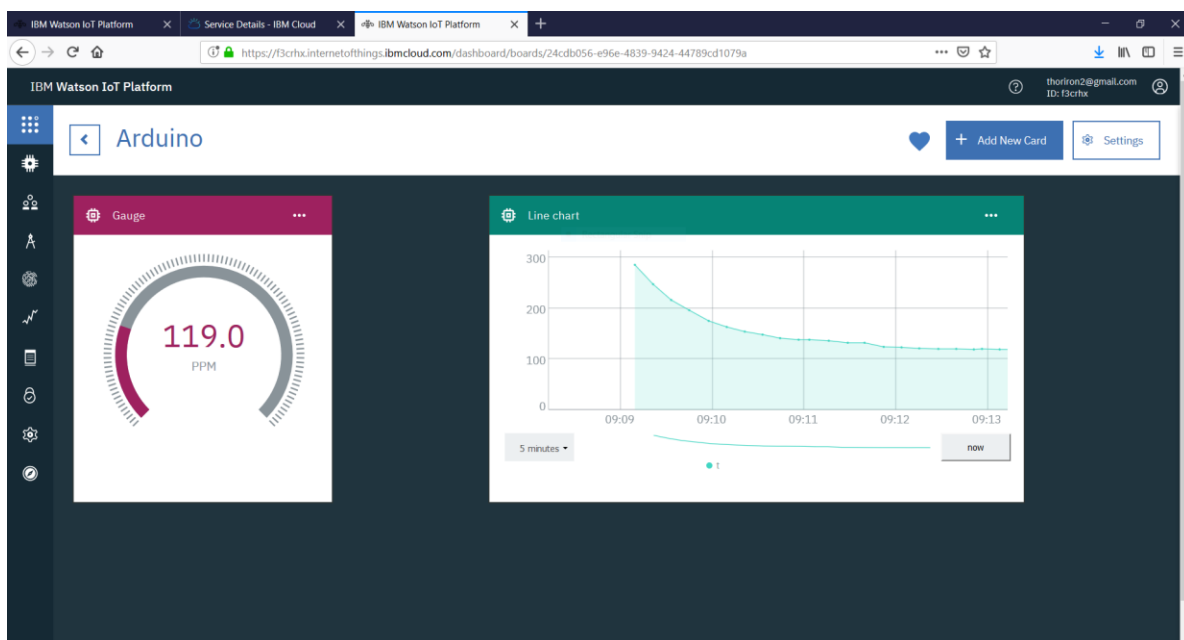 IBM Watson IoT Platform
Service Details - IBM Cloud
IBM Watson IoT Platform
https://f3crhx.internetofthings.ibmcloud.com/dashboard/boards/24cdb056-e96e-4839-9424-44789cd1079a
IBM Watson IoT Platform
thoriron2@gmail.com
ID: f3crhx
Arduino
+ Add New Card
Settings
Gauge
119.0
PPM
Line chart
300
200
100
0
09:09 09:10 09:11 09:12 09:13
5 minutes
now
t